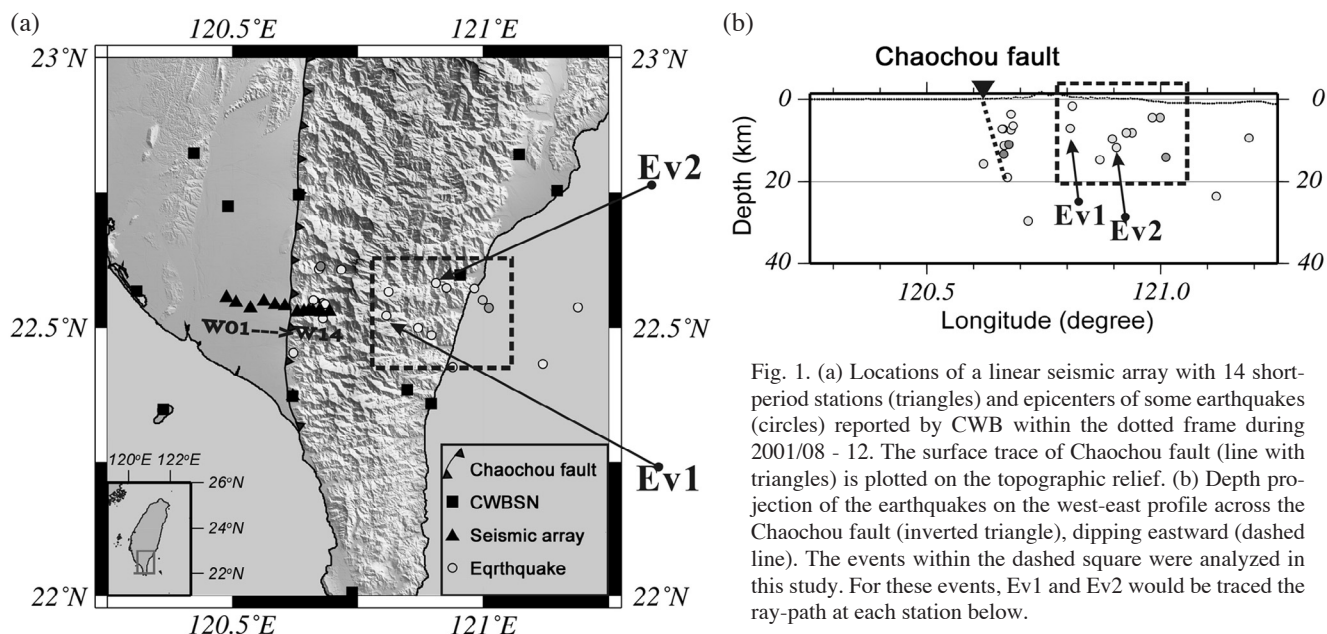 (a)
120.5°E
121°E
23°N
23°N
Ev2
22.5°N
22.5°N
W01
W14
Ev1
Chaochou fault
CWBSN
Seismic array
Eqrthquake
120°E 122°E
26°N
24°N
22°N
22°N
22°N
120.5°E
121°E
(b)
Chaochou fault
0
0
20
20
40
40
Depth (km)
Ev1
Ev2
120.5
121.0
Longitude (degree)
Fig. 1. (a) Locations of a linear seismic array with 14 short-
period stations (triangles) and epicenters of some earthquakes
(circles) reported by CWB within the dotted frame during
2001/08 - 12. The surface trace of Chaochou fault (line with
triangles) is plotted on the topographic relief. (b) Depth pro-
jection of the earthquakes on the west-east profile across the
Chaochou fault (inverted triangle), dipping eastward (dashed
line). The events within the dashed square were analyzed in
this study. For these events, Ev1 and Ev2 would be traced the
ray-path at each station below.